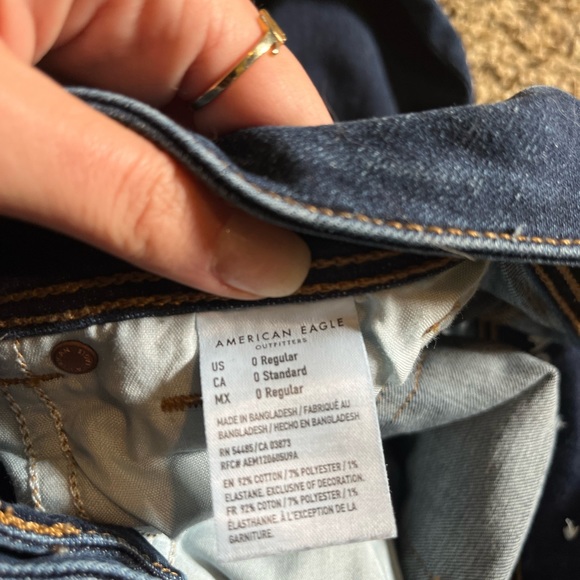 AMERICAN EAGLE
OUTFITTERS
US 0 Regular
CA 0 Standard
MX 0 Regular
MADE IN BANGLADESH / FABRIQUÉ AU
BANGLADESH / HECHO EN BANGLADESH
RN 54485/CA 03873
RFC# AEM120605U9A
EN 92% COTTON / 7% POLYESTER / 1%
ELASTANE. EXCLUSIVE OF DECORATION.
FR 92% COTON / 7% POLYESTER / 1%
ÉLASTHANNE. À L'EXCEPTION DE LA
GARNITURE.